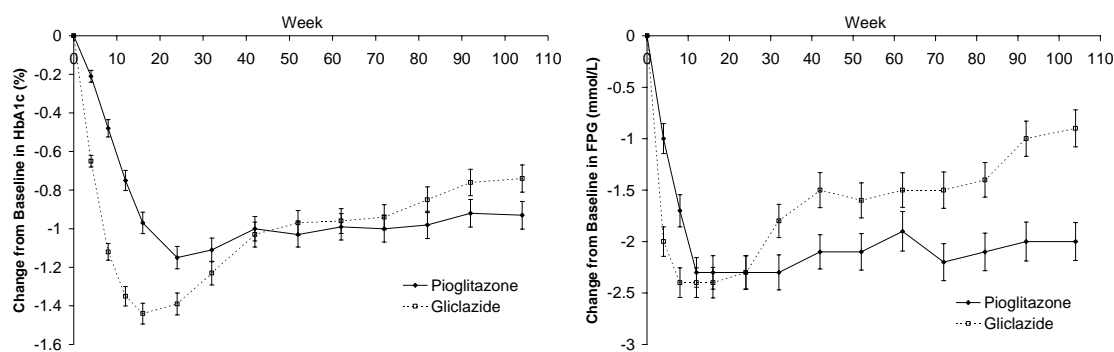 Week
0 10 20 30 40 50 60 70 80 90 100 110
0
-0.2
-0.4
-0.6
-0.8
-1
-1.2
-1.4
-1.6
Change from Baseline in HbA1c (%)
Pioglitazone
Gliclazide
Week
0 10 20 30 40 50 60 70 80 90 100 110
0
-0.5
-1
-1.5
-2
-2.5
-3
Change from Baseline in FPG (mmol/L)
Pioglitazone
Gliclazide